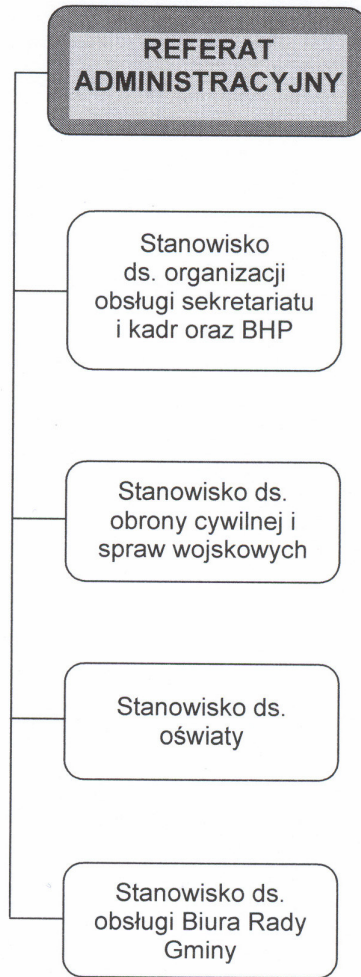 REFERAT
ADMINISTRACYJNY
Stanowisko
ds. organizacji
obsługi sekretariatu
i kadr oraz BHP
Stanowisko ds.
obrony cywilnej i
spraw wojskowych
Stanowisko ds.
oświaty
Stanowisko ds.
obsługi Biura Rady
Gminy